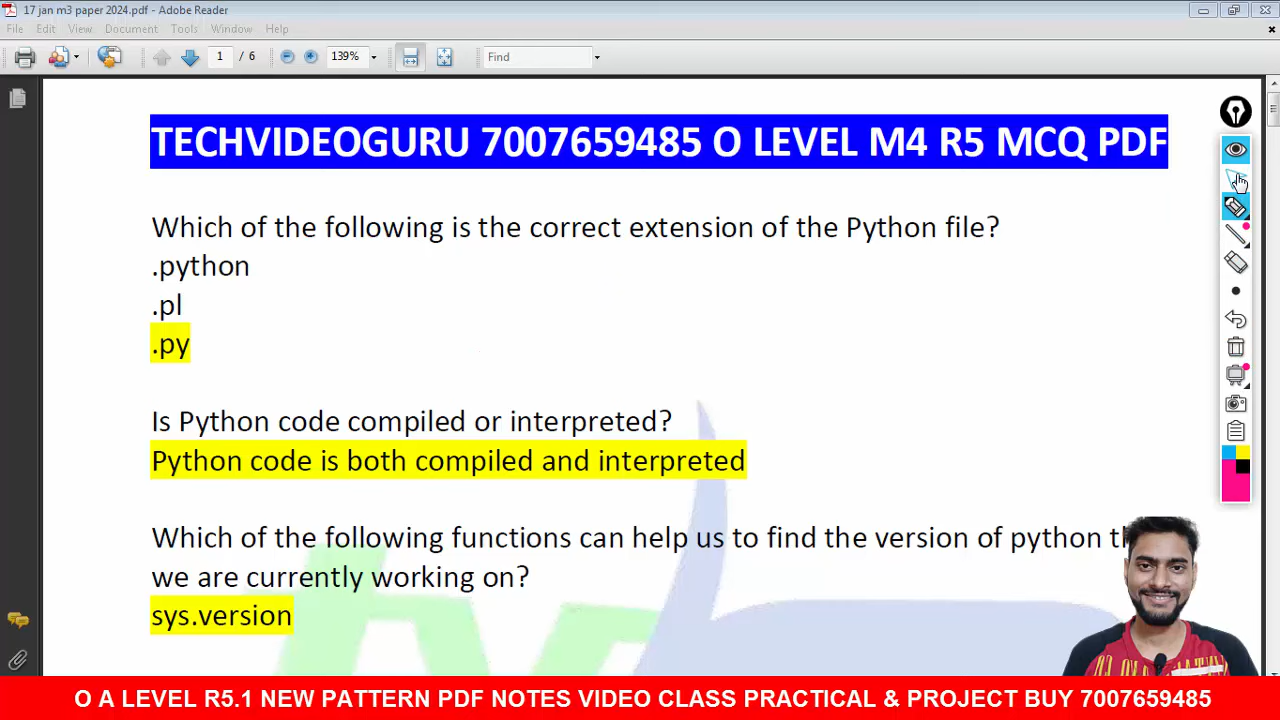 17 jan m3 paper 2024.pdf - Adobe Reader
File Edit View Document Tools Window Help
1 / 6 139% Find
TECHVIDEOGURU 7007659485 O LEVEL M4 R5 MCQ PDF
Which of the following is the correct extension of the Python file?
.python
.pl
.py
Is Python code compiled or interpreted?
Python code is both compiled and interpreted
Which of the following functions can help us to find the version of python
we are currently working on?
sys.version
O A LEVEL R5.1 NEW PATTERN PDF NOTES VIDEO CLASS PRACTICAL & PROJECT BUY 7007659485